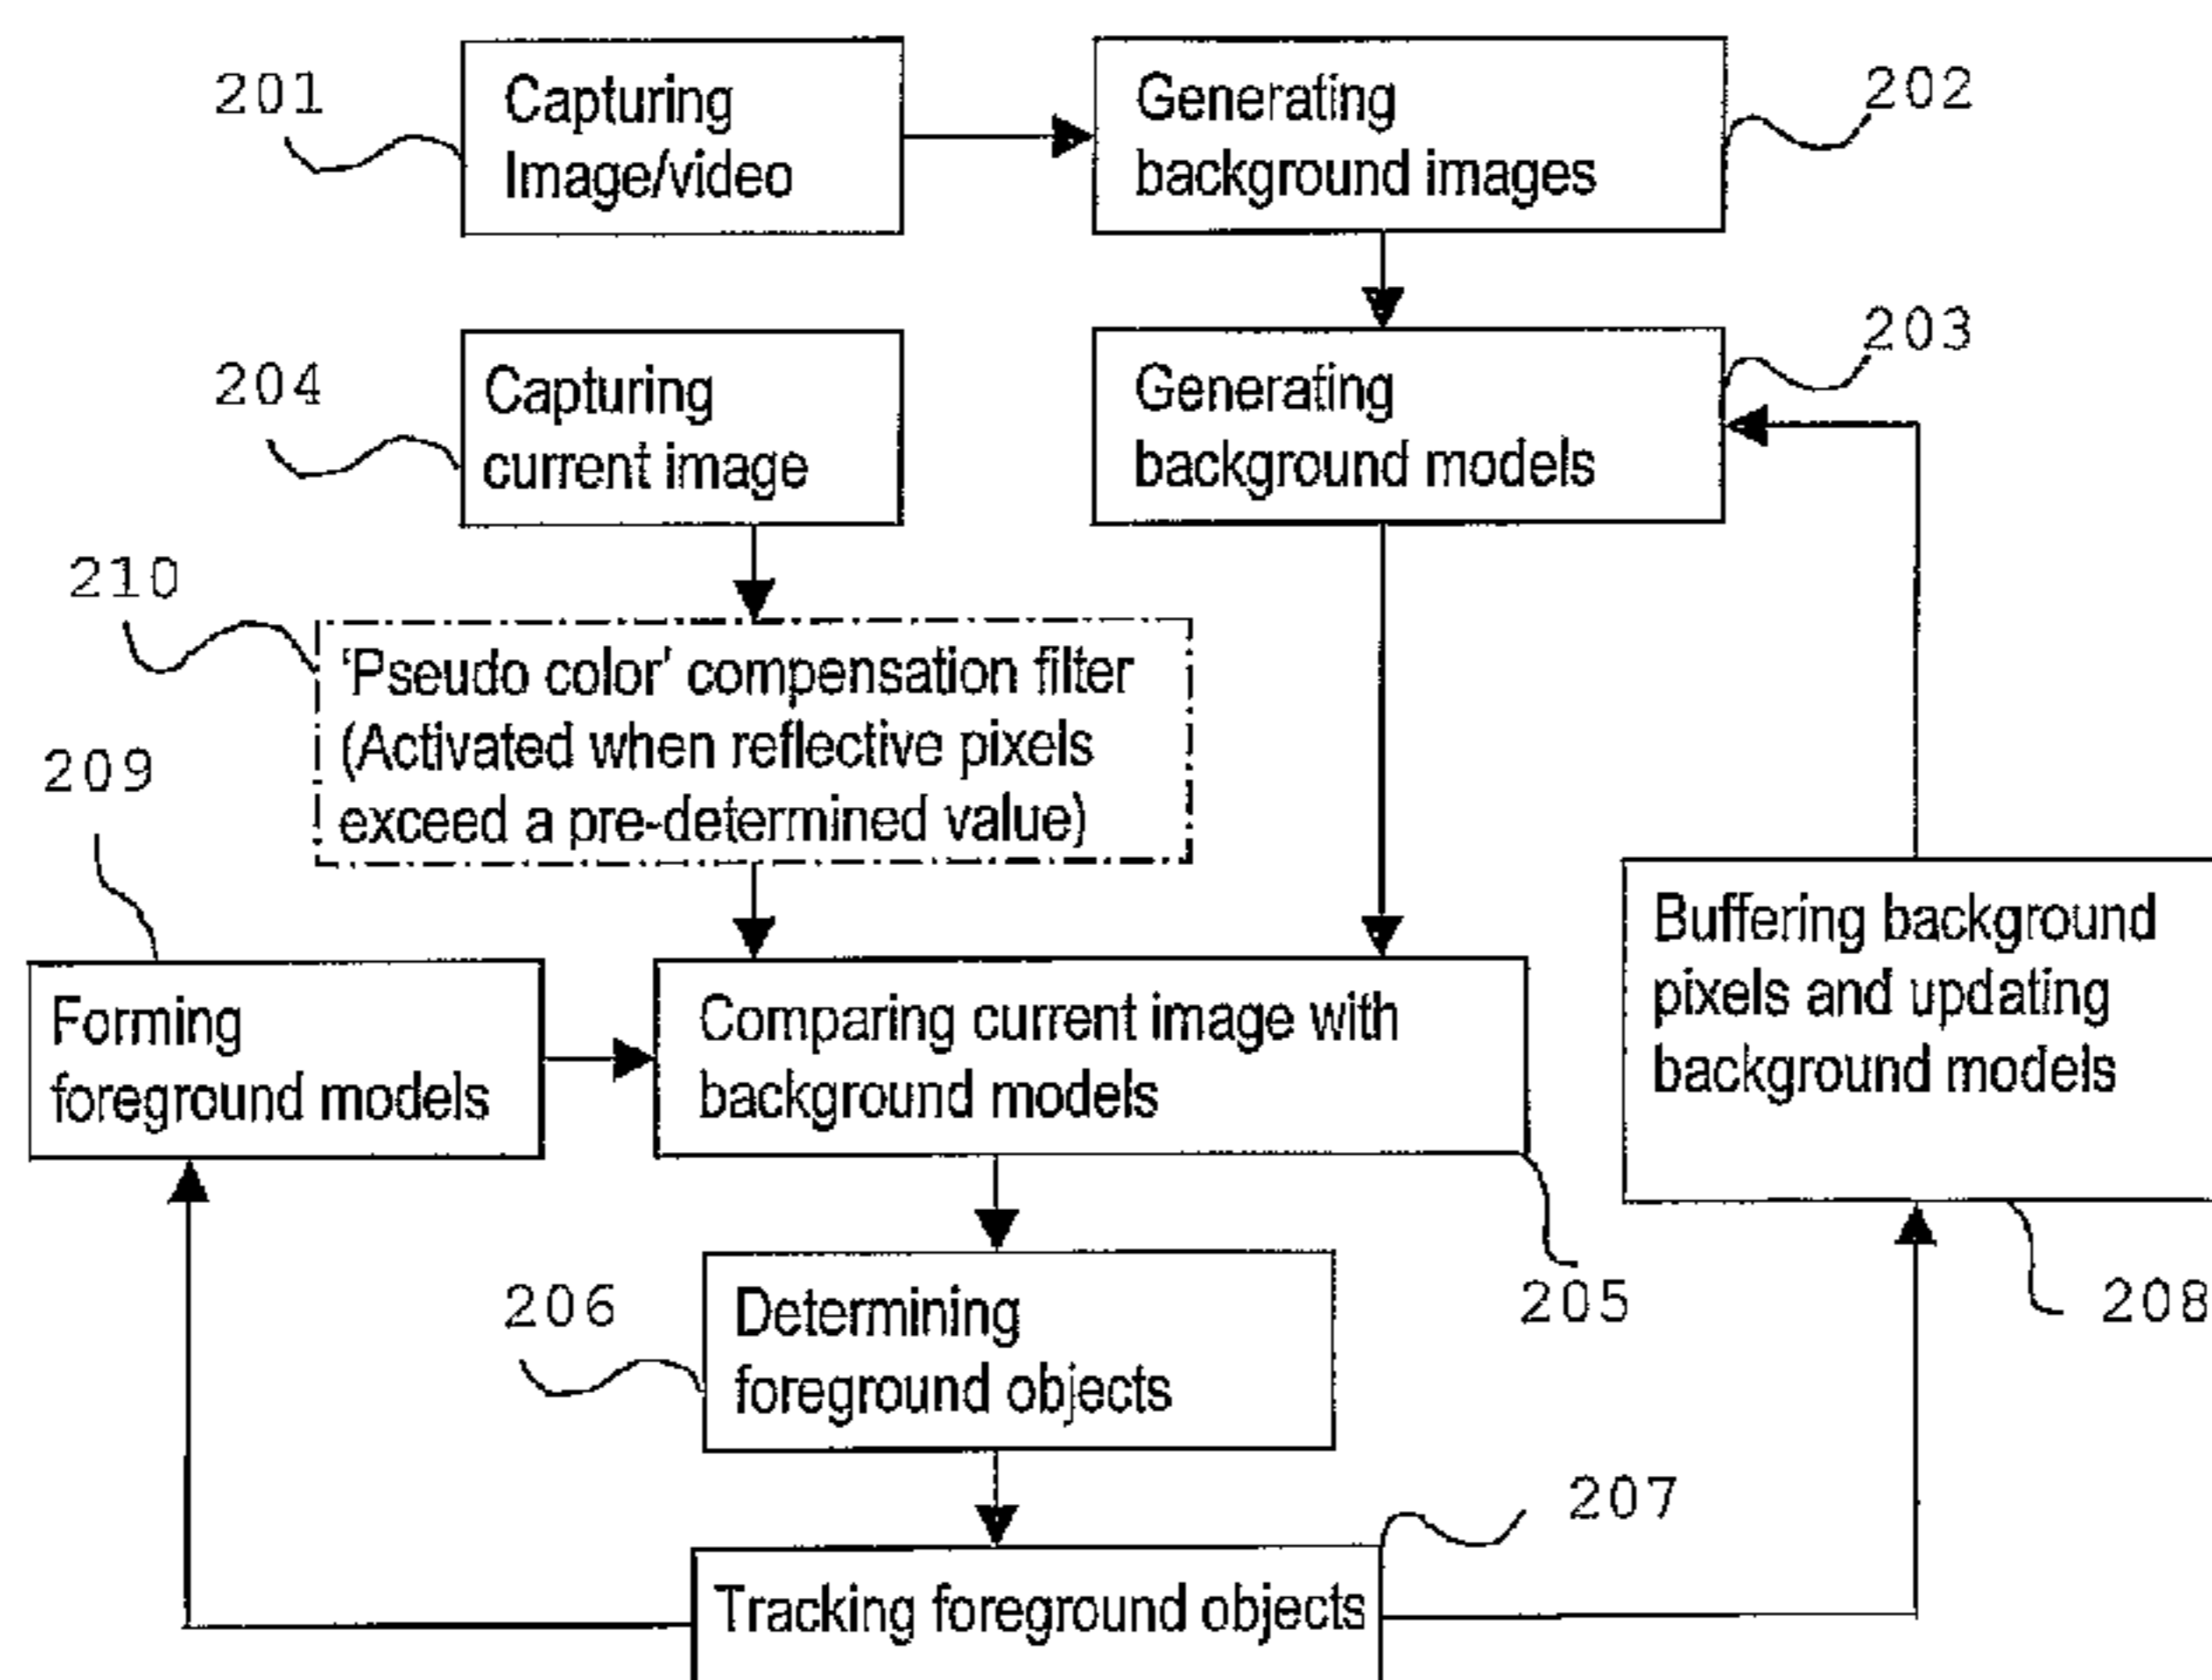 201
Capturing
Image/video
Generating
background images
202
204
Capturing
current image
Generating
background models
203
210
'Pseudo color' compensation filter
(Activated when reflective pixels
exceed a pre-determined value)
209
Forming
foreground models
Comparing current image with
background models
Buffering background
pixels and updating
background models
206
Determining
foreground objects
205
208
207
Tracking foreground objects